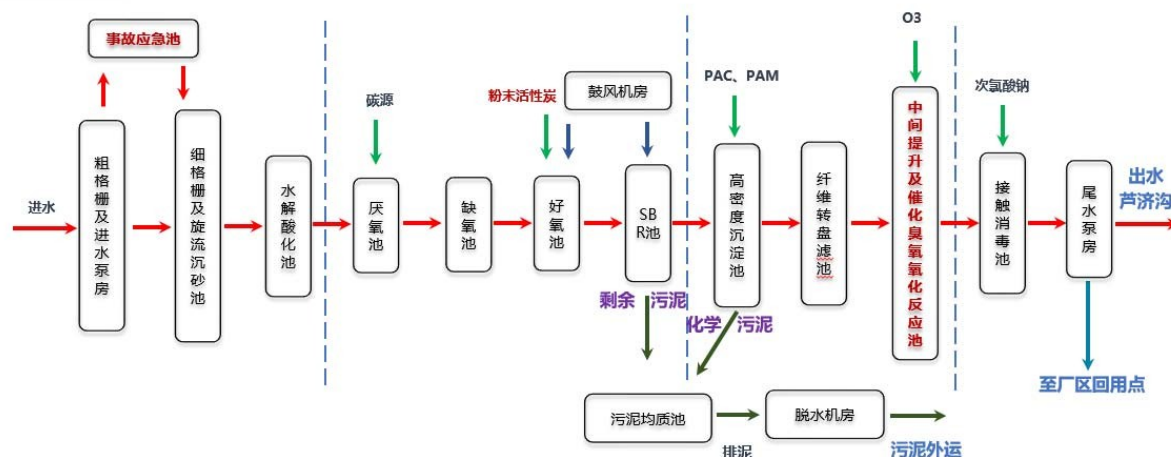 事故应急池
O3
碳源
粉末活性炭
鼓风机房
PAC、PAM
次氯酸钠
进水
粗格栅及进水泵房
细格栅及旋流沉砂池
水解酸化池
厌氧池
缺氧池
好氧池
SB
R池
高密度沉淀池
纤维转盘滤池
中间提升及催化臭氧氧化反应池
接触消毒池
尾水泵房
出水
芦济沟
剩余 污泥
化学 污泥
至厂区回用点
污泥均质池
排泥
脱水机房
污泥外运